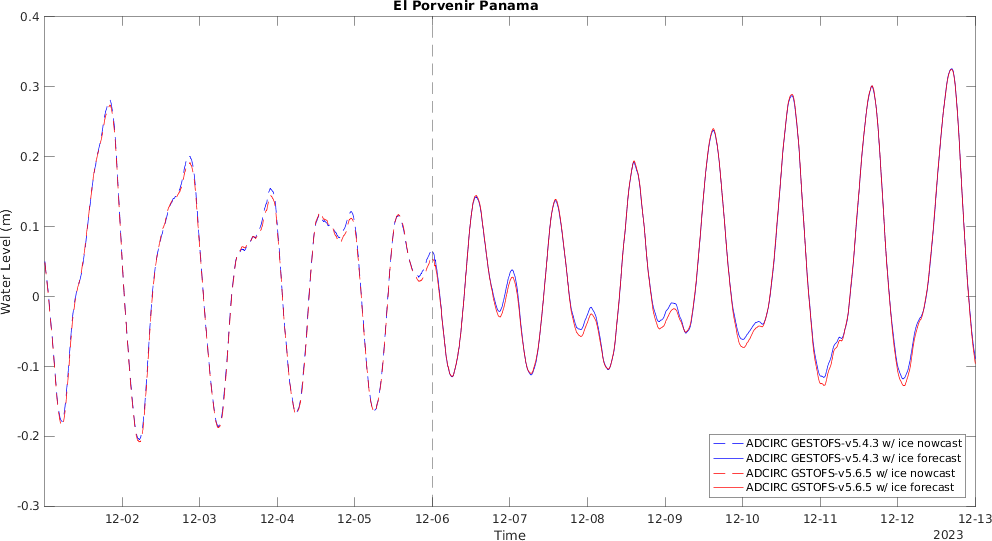 El Porvenir Panama
Water Level (m)
0.4
0.3
0.2
0.1
0
-0.1
-0.2
-0.3
12-02 12-03 12-04 12-05 12-06 12-07 12-08 12-09 12-10 12-11 12-12 12-13
Time
2023
ADCIRC GESTOFS-v5.4.3 w/ ice nowcast
ADCIRC GESTOFS-v5.4.3 w/ ice forecast
ADCIRC GSTOFS-v5.6.5 w/ ice nowcast
ADCIRC GSTOFS-v5.6.5 w/ ice forecast